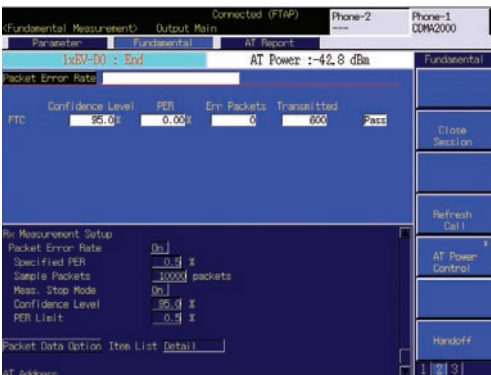 Connected (FTAP) Phone-2 Phone-1
<Fundamental Measurement> Output Main ---- CDMA2000
Parameter Fundamental AT Report
1xEV-DO : End AT Power :-42.8 dBm Fundamental
Packet Error Rate
Confidence Level PER Err Packets Transmitted
FTC 95.0% 0.00% 0 600 Pass
Close
Session
Refresh
Call
Rx Measurement Setup
Packet Error Rate On
Specified PER 0.5 %
Sample Packets 10000 packets
Meas. Stop Mode On
Confidence Level 95.0 %
PER Limit 0.5 %
AT Power *
Control
Packet Data Option Item List Detail
Handoff
AT Address
1 2 3